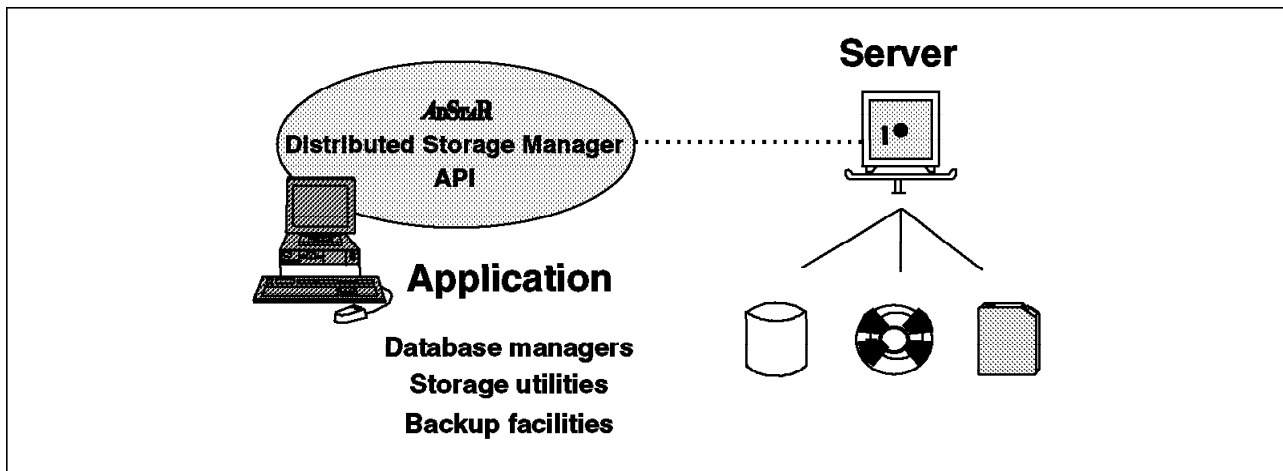 ADSTAR
Distributed Storage Manager
API
Server
Application
Database managers
Storage utilities
Backup facilities